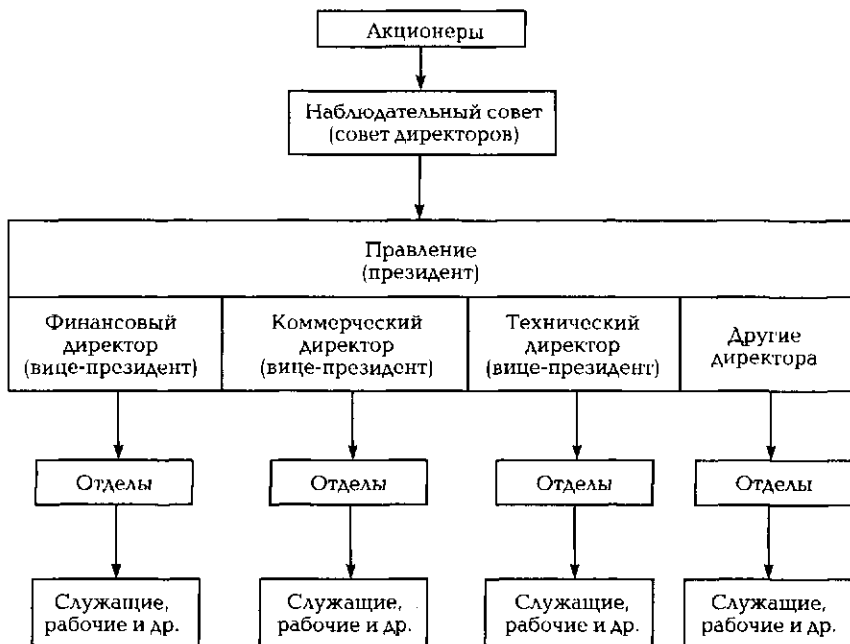 Акционеры
Наблюдательный совет
(совет директоров)
Правление
(президент)
Финансовый
директор
(вице-президент)
Коммерческий
директор
(вице-президент)
Технический
директор
(вице-президент)
Другие
директора
Отделы
Отделы
Отделы
Отделы
Служащие,
рабочие и др.
Служащие,
рабочие и др.
Служащие,
рабочие и др.
Служащие,
рабочие и др.